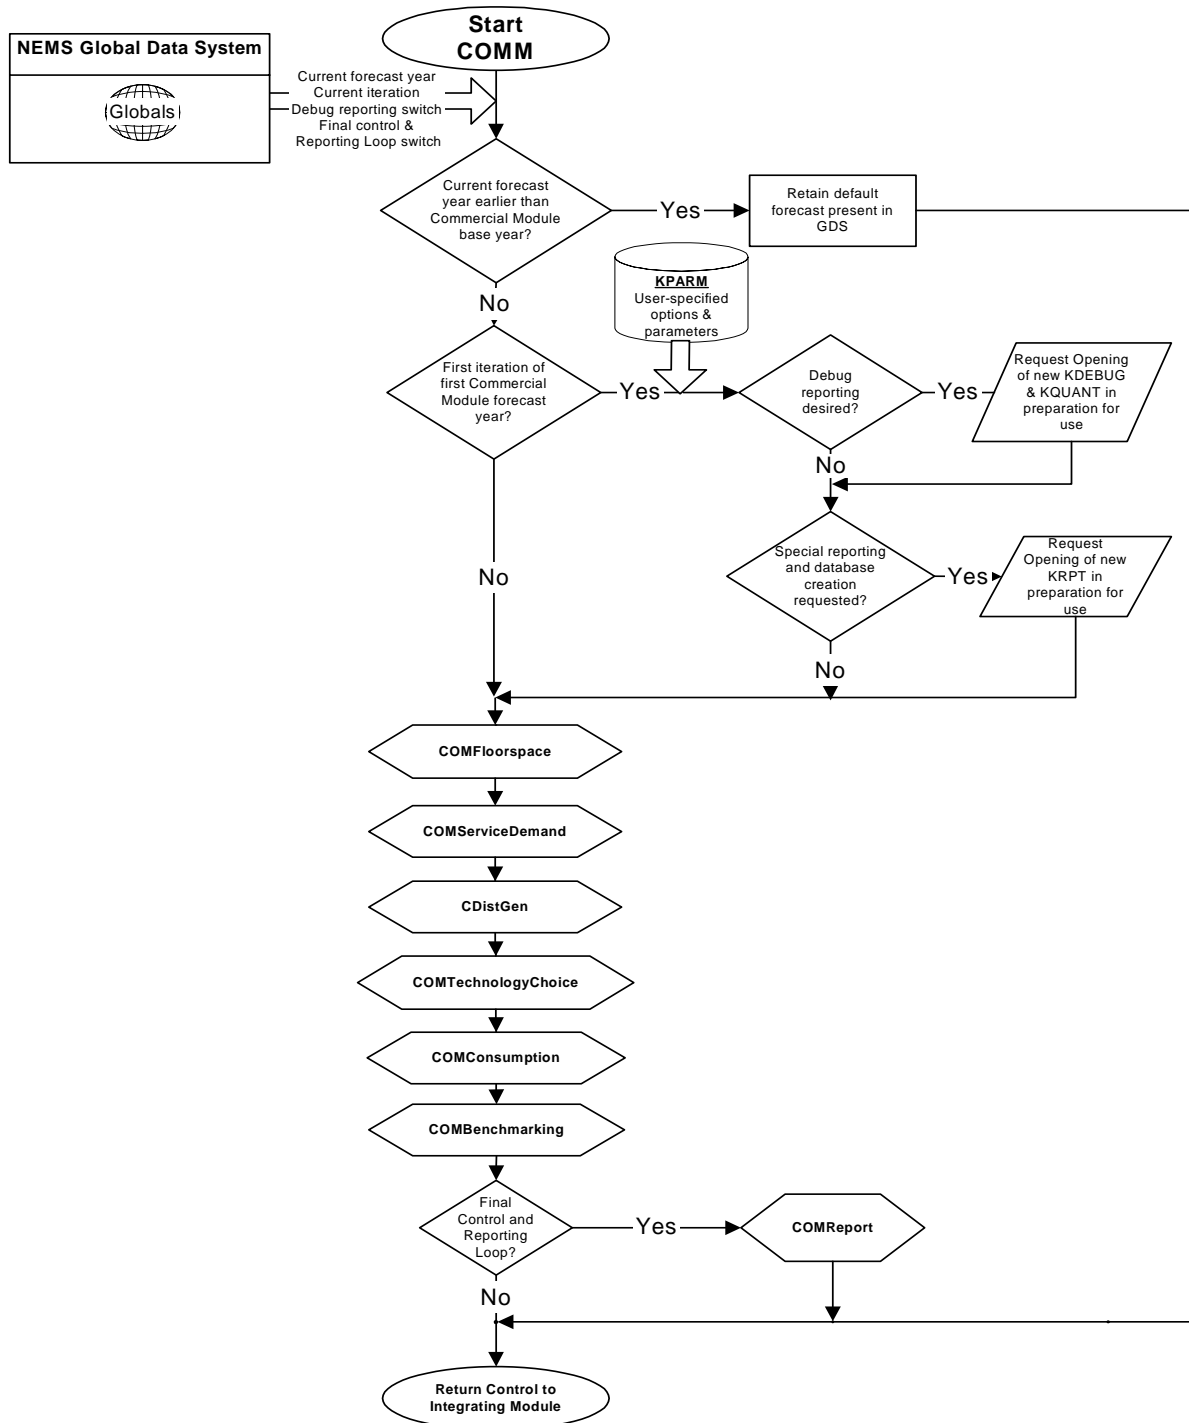 Start
COMM
NEMS Global Data System
Globals
Current forecast year
Current iteration
Debug reporting switch
Final control &
Reporting Loop switch
Current forecast
year earlier than
Commercial Module
base year?
Yes
Retain default
forecast present in
GDS
No
KPARM
User-specified
options &
parameters
First iteration of
first Commercial
Module forecast
year?
Yes
Debug
reporting
desired?
Yes
Request Opening
of new KDEBUG
& KQUANT in
preparation for
use
No
No
Special reporting
and database
creation
requested?
Yes
Request
Opening of new
KRPT in
preparation for
use
No
COMFloorspace
COMServiceDemand
CDistGen
COMTechnologyChoice
COMConsumption
COMBenchmarking
Final
Control and
Reporting
Loop?
Yes
COMReport
No
Return Control to
Integrating Module